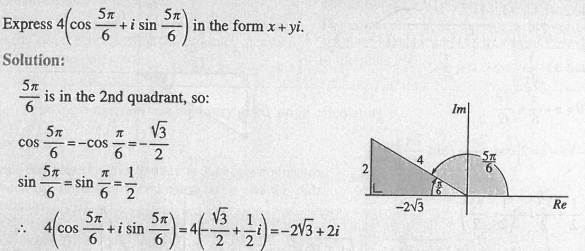 Express 4(cos 5π/6 + i sin 5π/6) in the form x + yi.
Solution:
5π/6 is in the 2nd quadrant, so:
cos 5π/6 = -cos π/6 = -√3/2
sin 5π/6 = sin π/6 = 1/2
∴ 4(cos 5π/6 + i sin 5π/6) = 4(-√3/2 + 1/2 i) = -2√3 + 2i
Im
2
4
π/6
5π/6
-2√3
Re